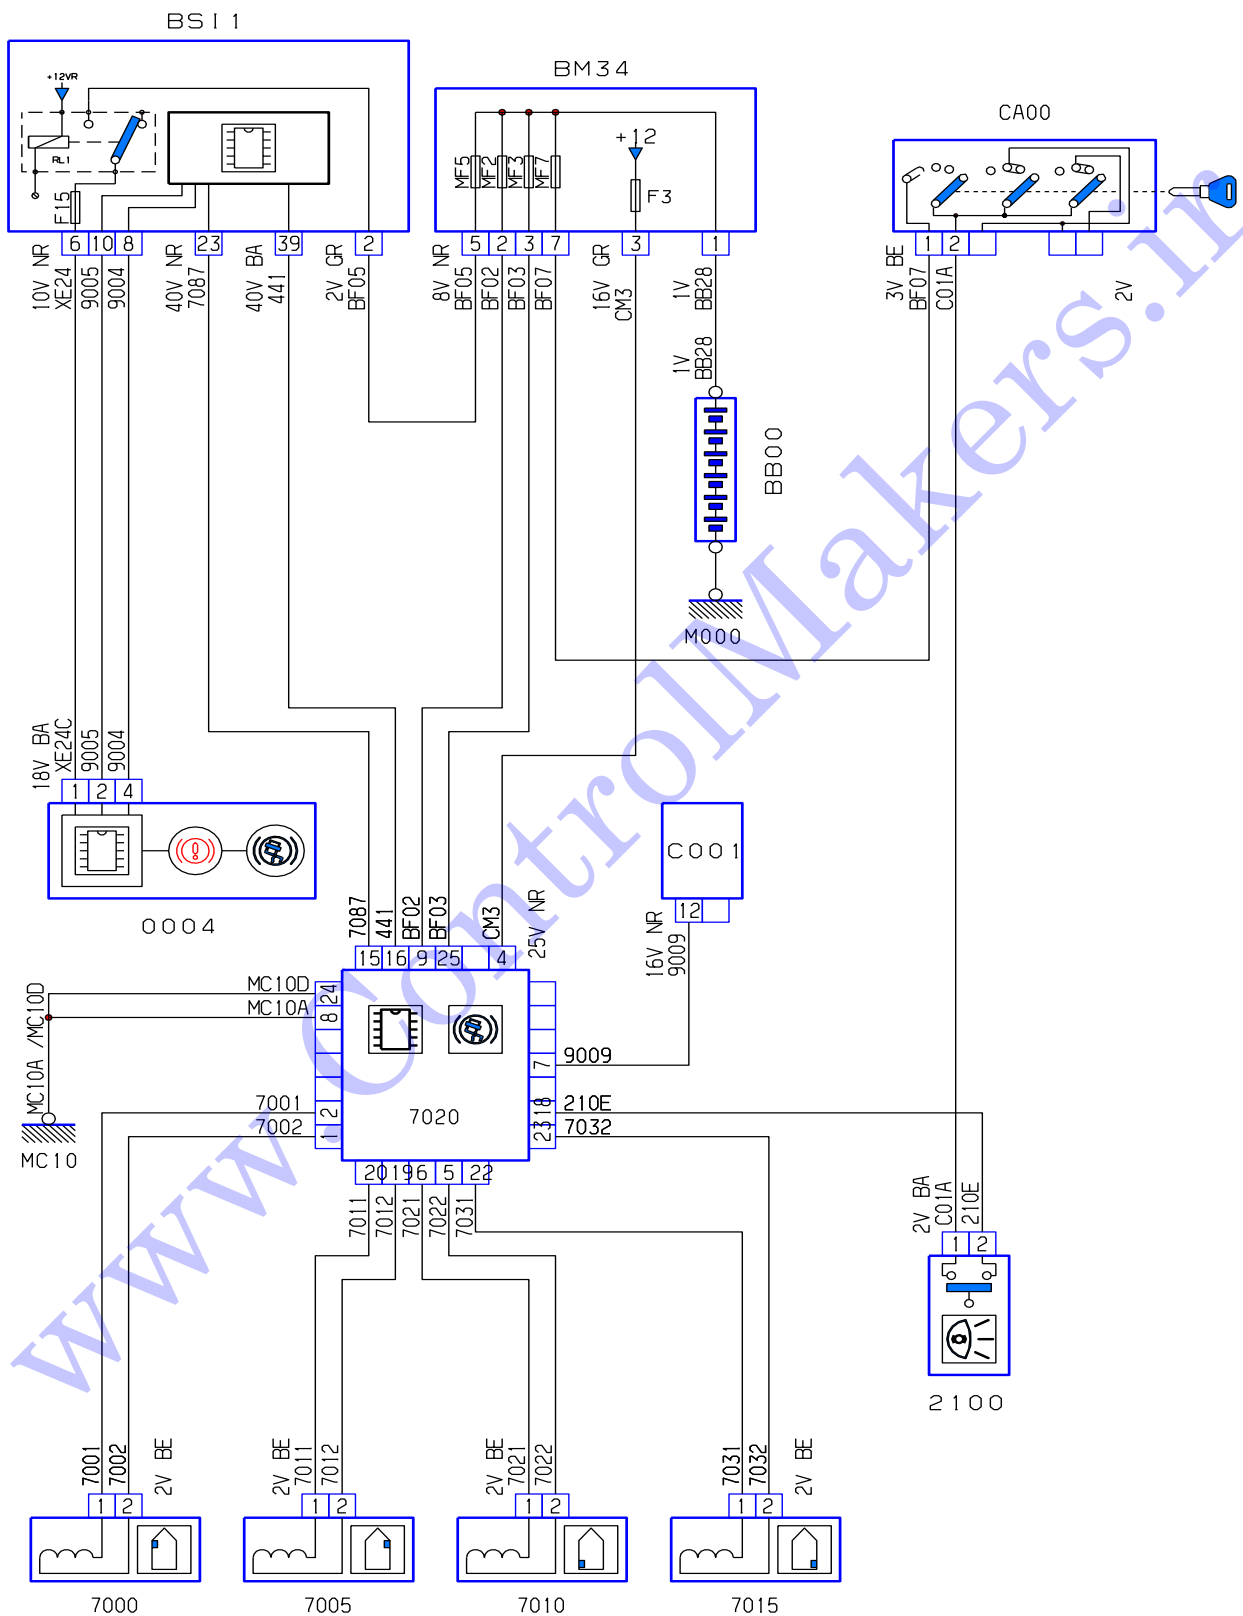 BSI1
BM34
CA00
+12VR
RL1
F15
MF5
MF2
MF3
MF7
+12
F3
6
10
8
23
39
2
5
2
3
7
3
1
1
2
10V NR
XE24
9005
9004
40V NR
7087
40V BA
441
2V GR
BF05
8V NR
BF05
BF02
BF03
BF07
16V GR
CM3
1V
BB28
3V BE
BF07
C01A
2V
1V
BB28
BB00
M000
18V BA
XE24C
9005
9004
1
2
4
0004
C001
12
16V NR
9009
7087
441
BF02
BF03
CM3
25V NR
15
16
9
25
4
MC10D
MC10A
24
8
MC10A /MC10D
MC10
7
9009
7001
7002
2
1
7020
18
23
210E
7032
20
19
6
5
22
7011
7012
7021
7022
7031
2V BA
C01A
210E
1
2
2100
7001
7002
2V BE
1
2
7000
2V BE
7011
7012
1
2
7005
2V BE
7021
7022
1
2
7010
7031
7032
2V BE
1
2
7015
www.ControlMakers.ir